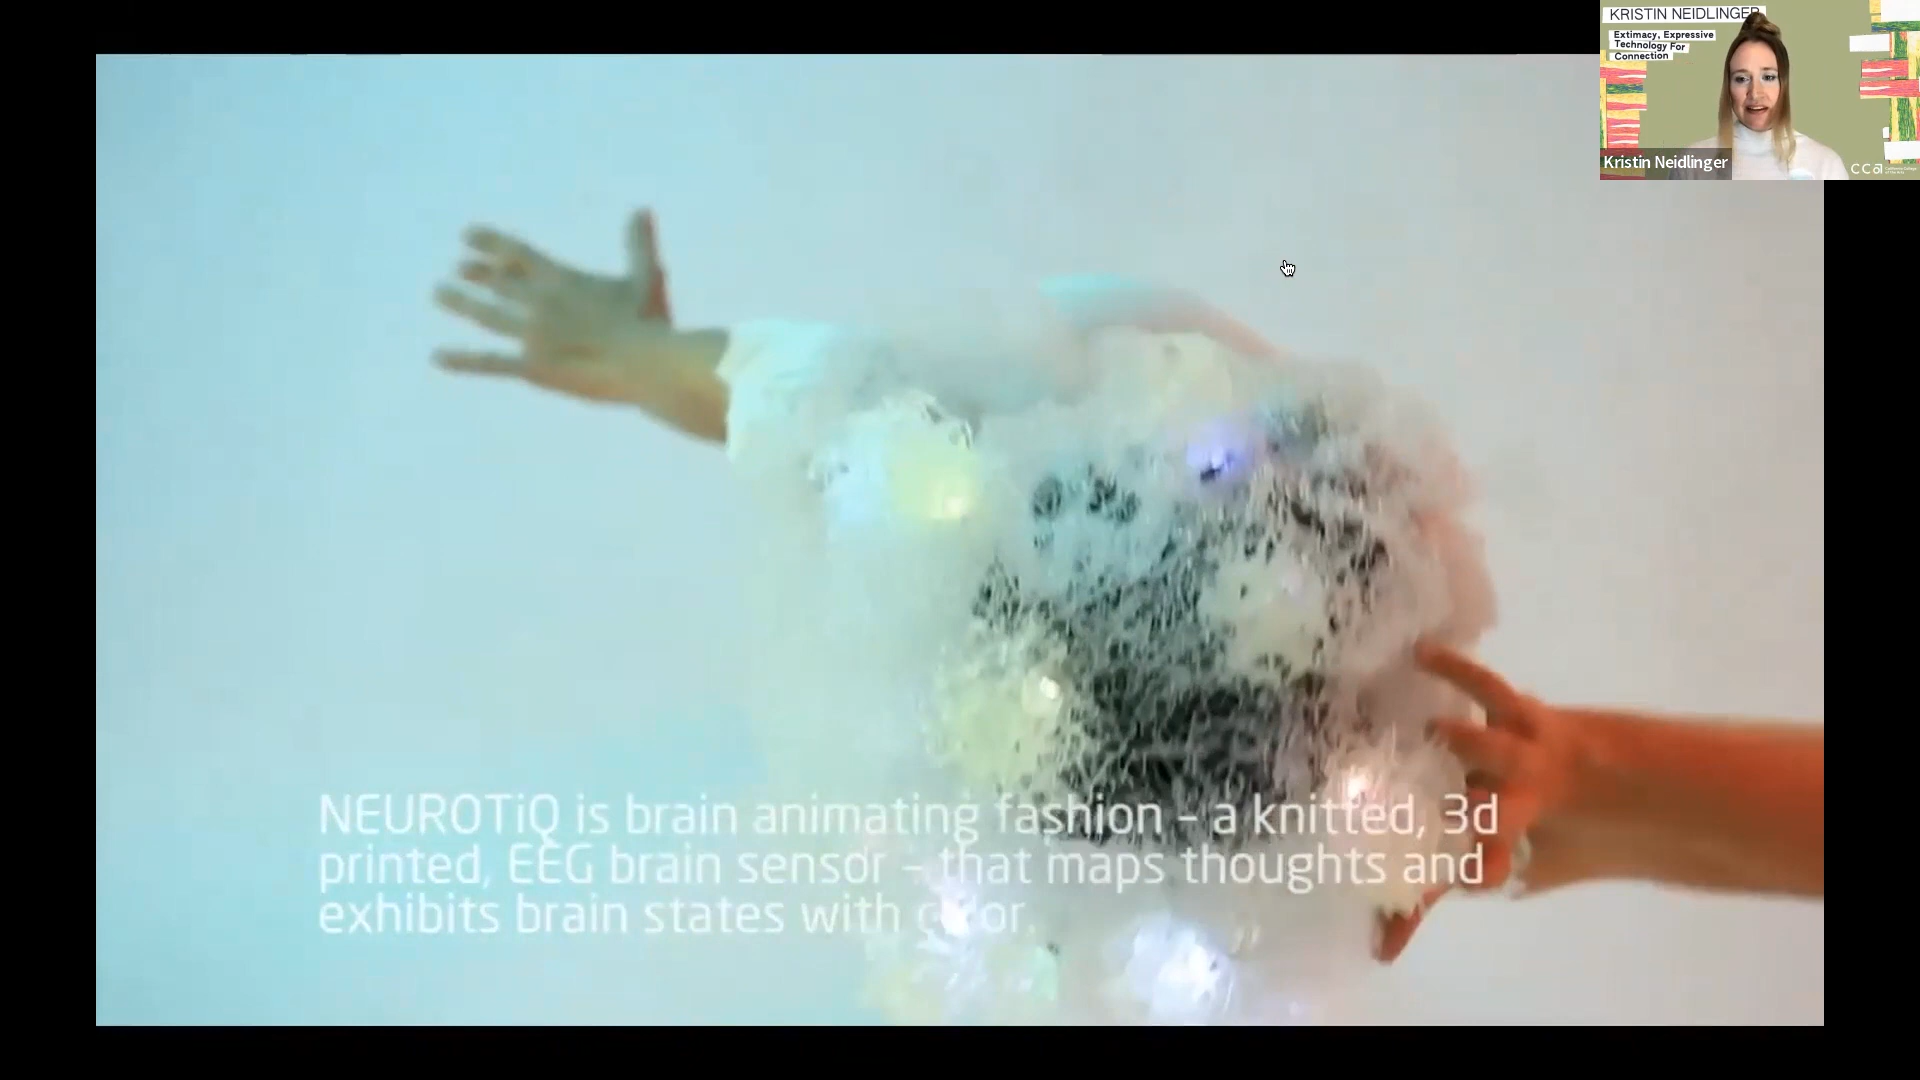 KRISTIN NEIDLINGER
Extimacy, Expressive
Technology For
Connection
Kristin Neidlinger
CCA
NEUROTiQ is brain animating fashion – a knitted, 3d
printed, EEG brain sensor – that maps thoughts and
exhibits brain states with color.